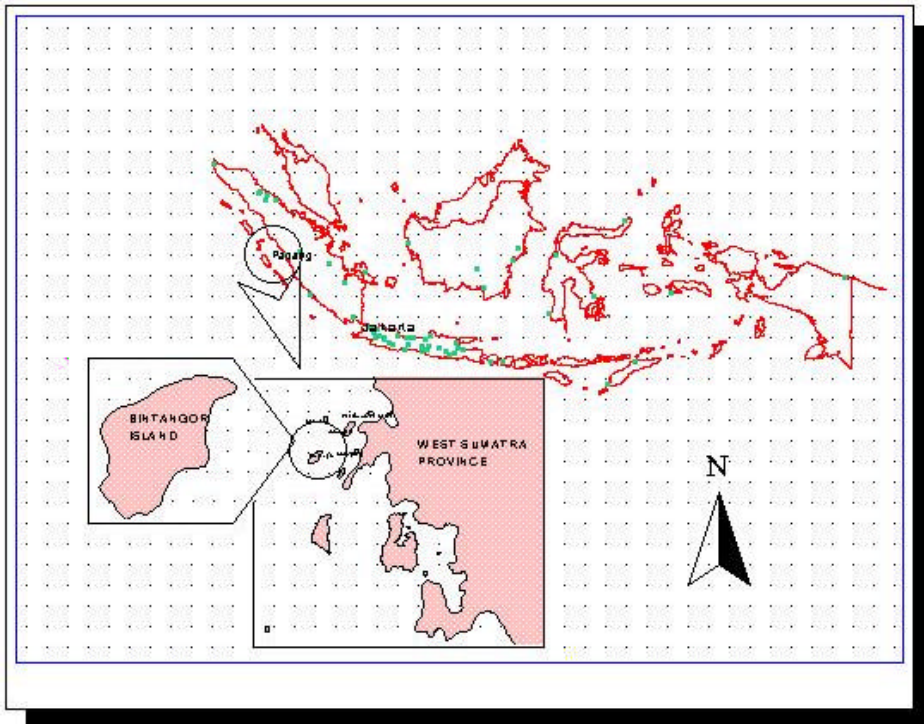 Padang
Jakarta
BINTANGOR
ISLAND
WEST SUMATRA
PROVINCE
N